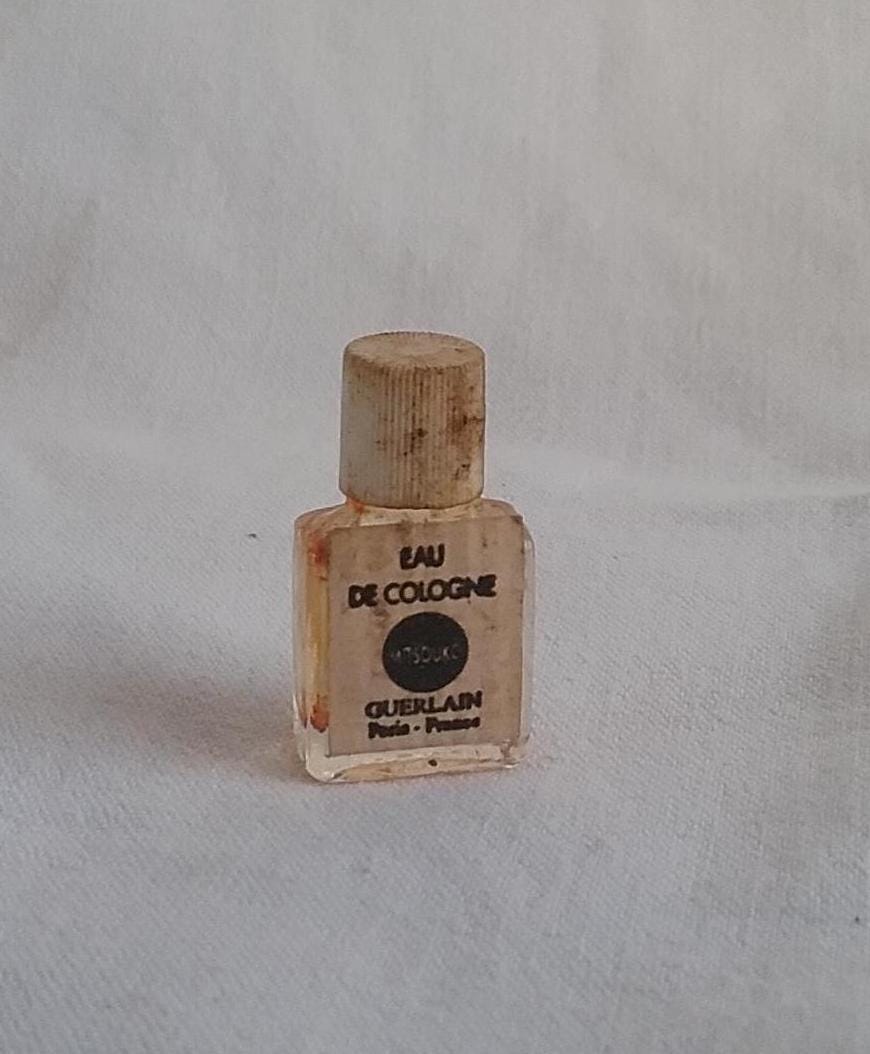 EAU
DE COLOGNE
MITSOUKO
GUERLAIN
Paris - France